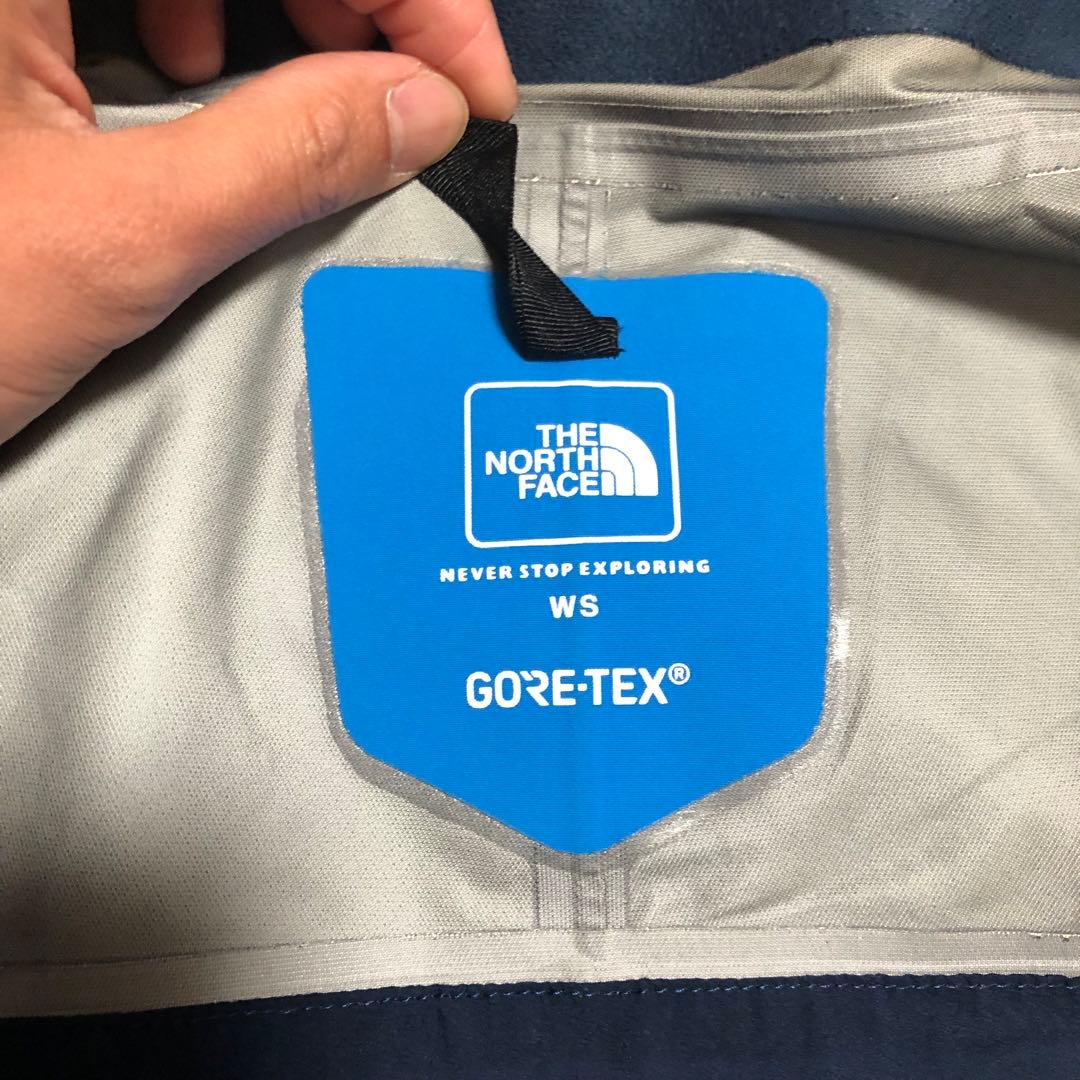 THE
NORTH
FACE
NEVER STOP EXPLORING
WS
GORE-TEX®